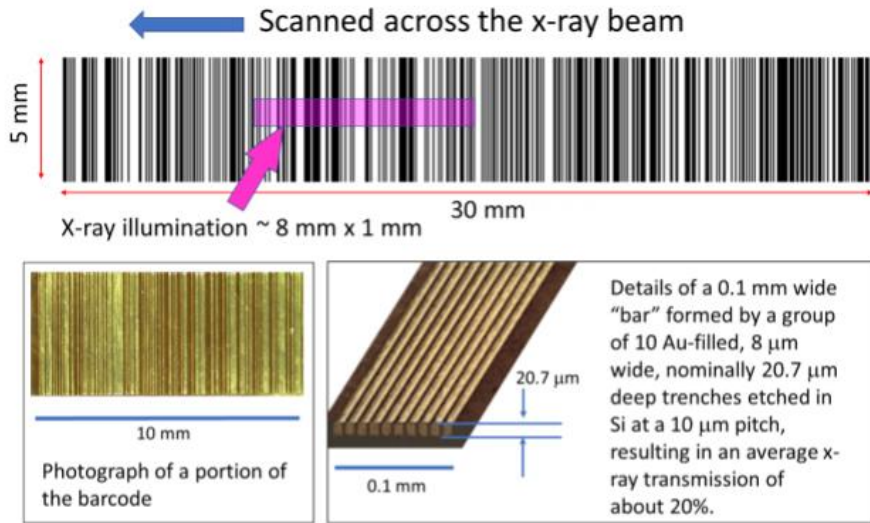 Scanned across the x-ray beam
5 mm
30 mm
X-ray illumination ~ 8 mm x 1 mm
10 mm
Photograph of a portion of
the barcode
20.7 μm
0.1 mm
Details of a 0.1 mm wide
“bar” formed by a group
of 10 Au-filled, 8 μm
wide, nominally 20.7 μm
deep trenches etched in
Si at a 10 μm pitch,
resulting in an average x-
ray transmission of
about 20%.